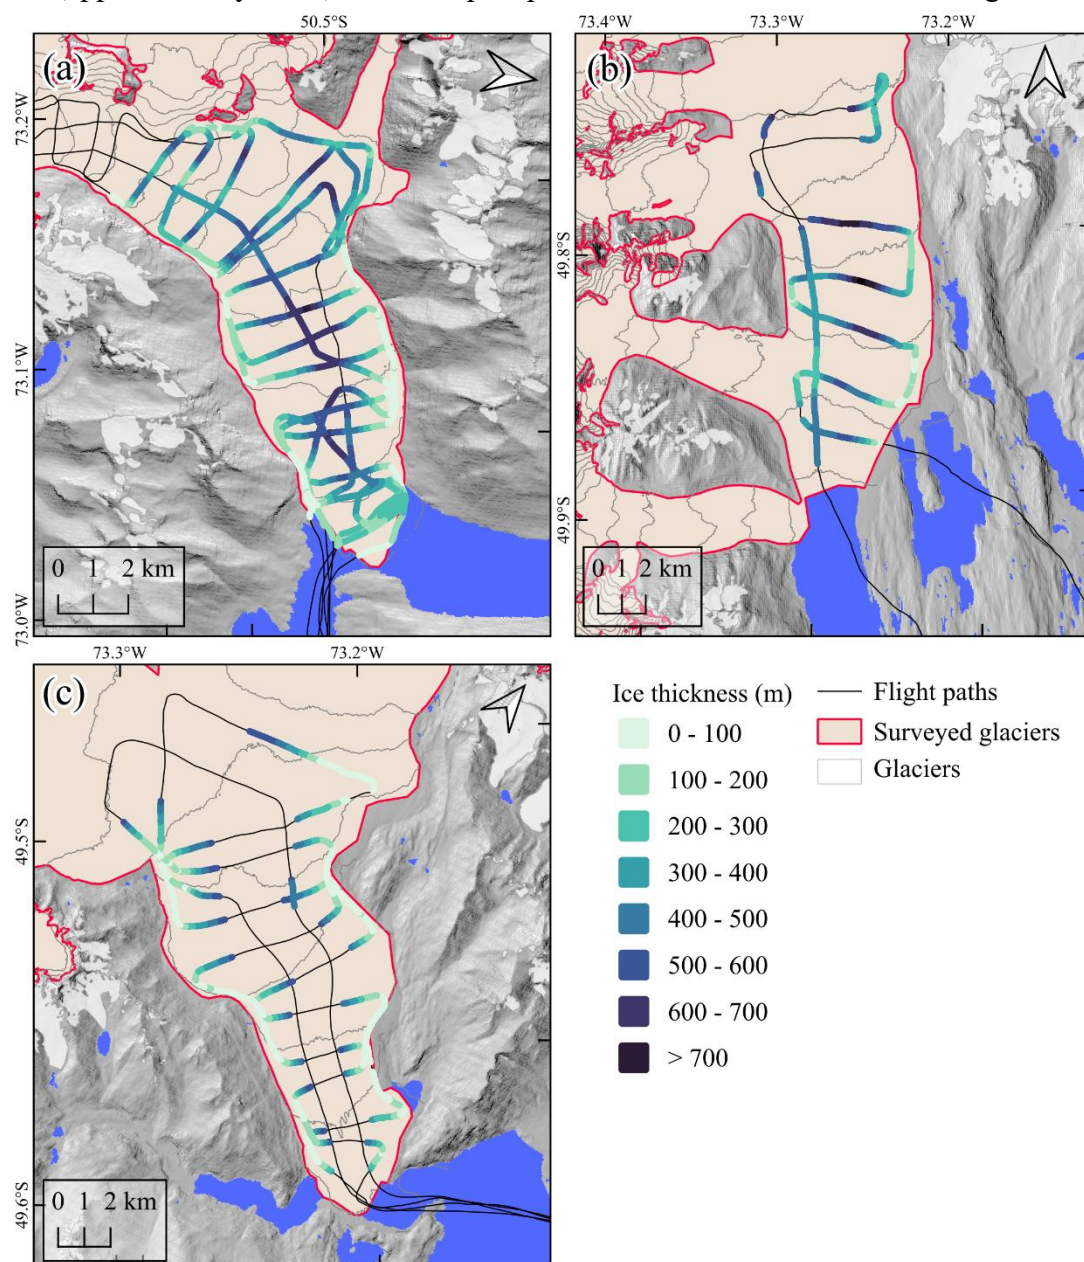 50.5°S
73.4°W 73.3°W 73.2°W
(a)
(b)
73.2°W
49.8°S
73.1°W
49.9°S
0 1 2 km
0 1 2 km
73.0°W
73.3°W 73.2°W
(c)
Ice thickness (m)
0 - 100
100 - 200
200 - 300
300 - 400
400 - 500
500 - 600
600 - 700
> 700
Flight paths
Surveyed glaciers
Glaciers
49.5°S
49.6°S
0 1 2 km